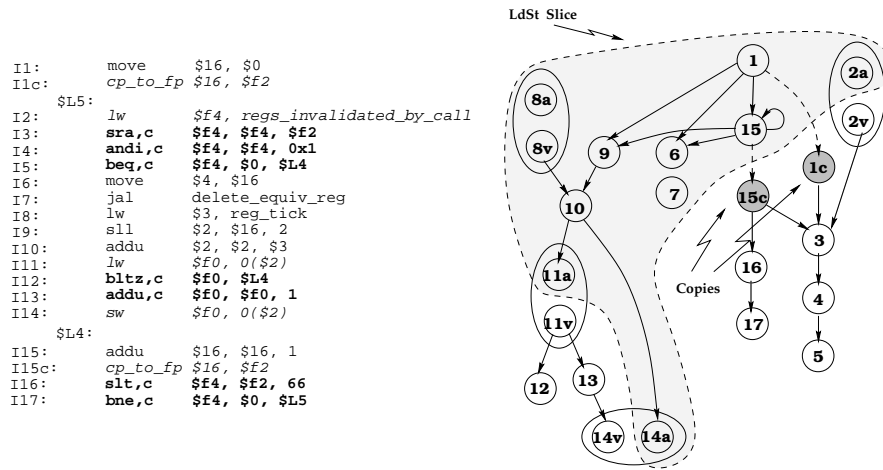 I1: move $16, $0
I1c: cp_to_fp $16, $f2
$L5:
I2: lw $f4, regs_invalidated_by_call
I3: sra,c $f4, $f4, $f2
I4: andi,c $f4, $f4, 0x1
I5: beq,c $f4, $0, $L4
I6: move $4, $16
I7: jal delete_equiv_reg
I8: lw $3, reg_tick
I9: sll $2, $16, 2
I10: addu $2, $2, $3
I11: lw $f0, 0($2)
I12: bltz,c $f0, $L4
I13: addu,c $f0, $f0, 1
I14: sw $f0, 0($2)
$L4:
I15: addu $16, $16, 1
I15c: cp_to_fp $16, $f2
I16: slt,c $f4, $f2, 66
I17: bne,c $f4, $0, $L5
LdSt Slice
1
2a
8a
2v
15
8v
9
6
1c
7
15c
10
3
16
11a
Copies
4
11v
17
5
12
13
14v
14a